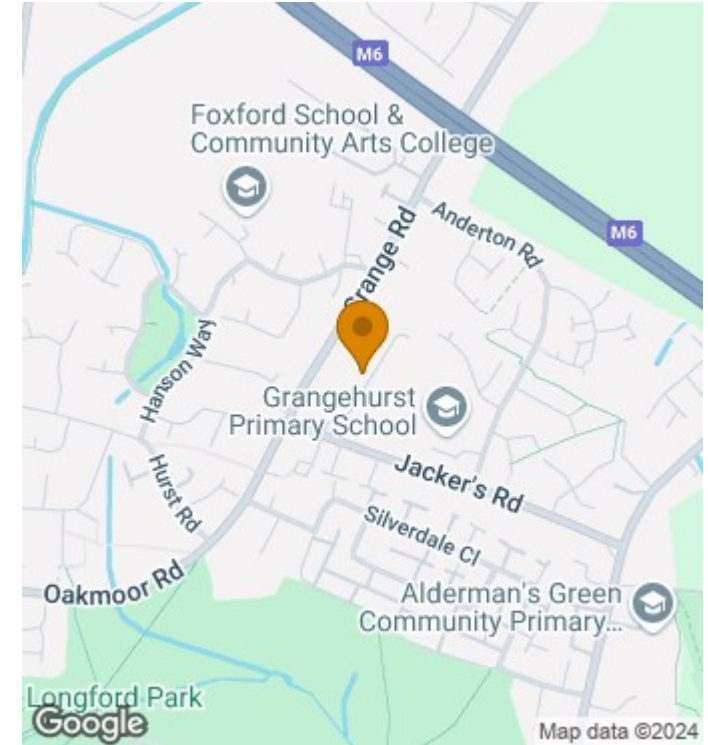 M6
Foxford School &
Community Arts College
Anderton Rd
M6
Grange Rd
Hanson Way
Grangehurst
Primary School
Jacker's Rd
Hurst Rd
Silverdale Cl
Oakmoor Rd
Alderman's Green
Community Primary...
Longford Park
Google
Map data ©2024